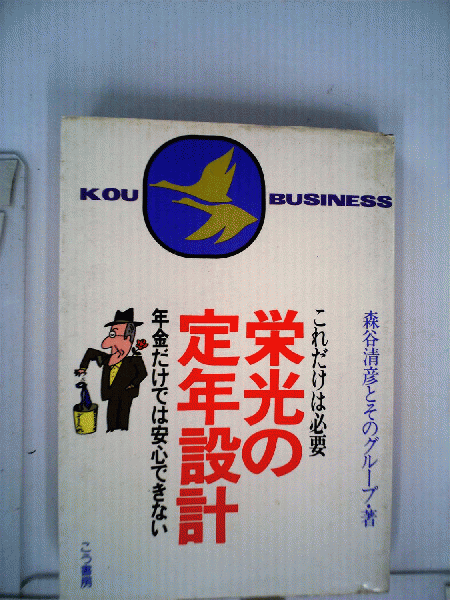 KOU BUSINESS
森谷清彦とそのグループ・著
これだけは必要
栄光の
定年設計
年金だけでは安心できない
こう書房